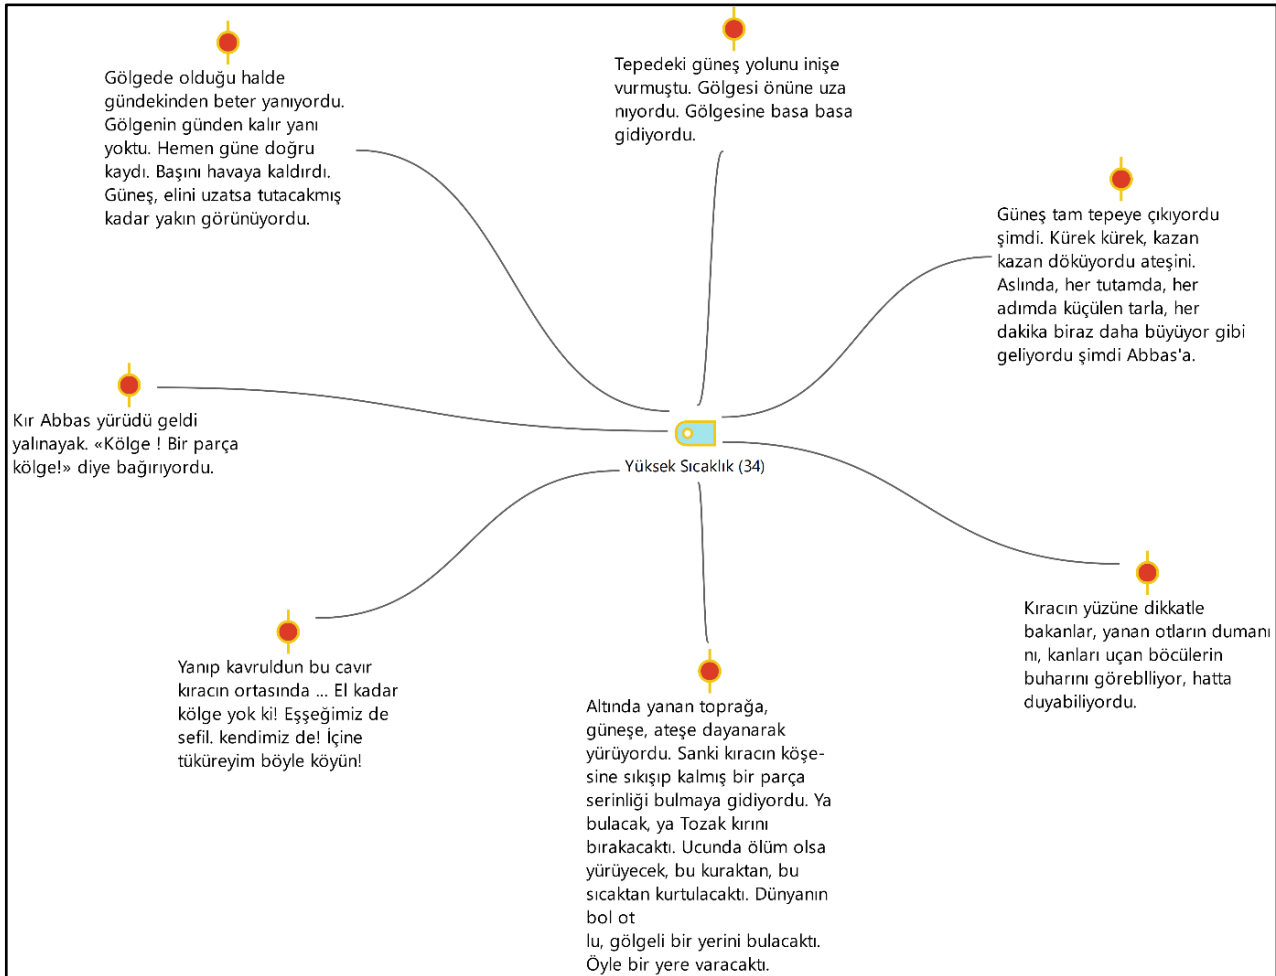 Gölgede olduğu halde
gündekinden beter yanıyordu.
Gölgenin günden kalır yanı
yoktu. Hemen güne doğru
kaydı. Başını havaya kaldırdı.
Güneş, elini uzatsa tutacakmış
kadar yakın görünüyordu.
Tepedeki güneş yolunu inişe
vurmuştu. Gölgesi önüne uza
nıyordu. Gölgesine basa basa
gidiyordu.
Güneş tam tepeye çıkıyordu
şimdi. Kürek kürek, kazan
kazan döküyordu ateşini.
Aslında, her tutamda, her
adımda küçülen tarla, her
dakika biraz daha büyüyor gibi
geliyordu şimdi Abbas'a.
Kır Abbas yürüdü geldi
yalınayak. «Kölge ! Bir parça
kölge!» diye bağırıyordu.
Yüksek Sıcaklık (34)
Yanıp kavruldun bu cavır
kıracın ortasında ... El kadar
kölge yok ki! Eşşeğimiz de
sefil. kendimiz de! İçine
tüküreyim böyle köyün!
Altında yanan toprağa,
güneşe, ateşe dayanarak
yürüyordu. Sanki kıracın köşe-
sine sıkışıp kalmış bir parça
serinliği bulmaya gidiyordu. Ya
bulacak, ya Tozak kırını
bırakacaktı. Ucunda ölüm olsa
yürüyecek, bu kuraktan, bu
sıcaktan kurtulacaktı. Dünyanın
bol ot
lu, gölgeli bir yerini bulacaktı.
Öyle bir yere varacaktı.
Kıracın yüzüne dikkatle
bakanlar, yanan otların dumanı
nı, kanları uçan böcülerin
buharını göreblliyor, hatta
duyabiliyordu.